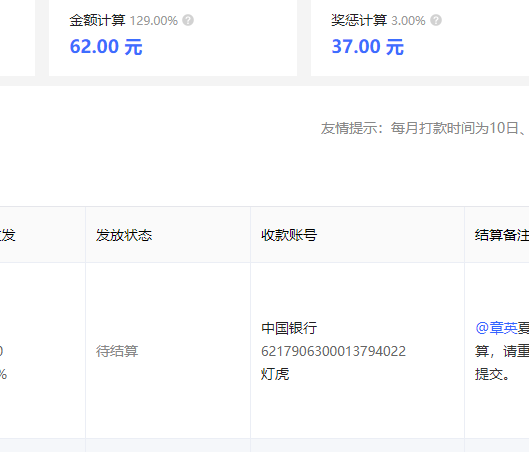 金额计算 129.00% ?
奖惩计算 3.00% ?
62.00 元
37.00 元
友情提示：每月打款时间为10日、
发
发放状态
收款账号
结算备注
%
待结算
中国银行
6217906300013794022
灯虎
@章英夏
算，请重
提交。